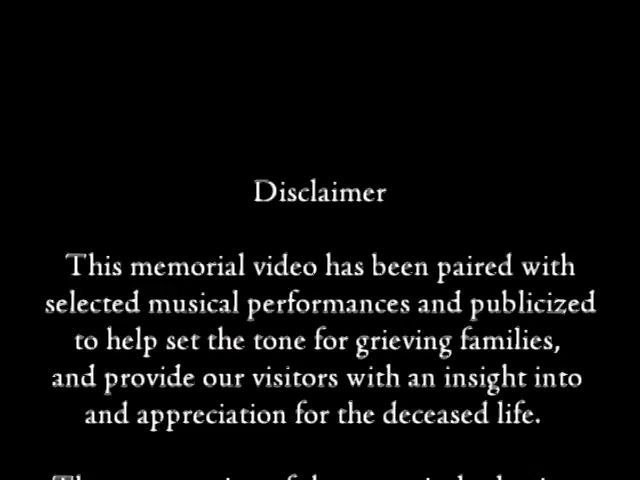 Disclaimer
This memorial video has been paired with
selected musical performances and publicized
to help set the tone for grieving families,
and provide our visitors with an insight into
and appreciation for the deceased life.